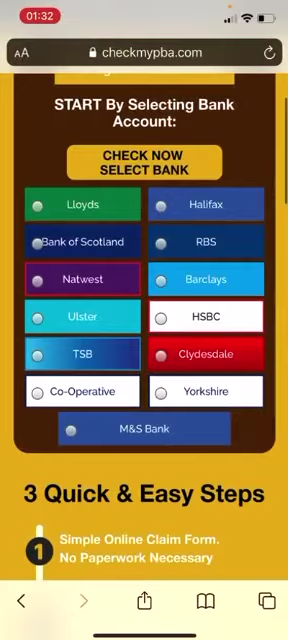 01:32
AA
checkmypba.com
START By Selecting Bank
Account:
CHECK NOW
SELECT BANK
Lloyds
Halifax
Bank of Scotland
RBS
Natwest
Barclays
Ulster
HSBC
TSB
Clydesdale
Co-Operative
Yorkshire
M&S Bank
3 Quick & Easy Steps
1
Simple Online Claim Form.
No Paperwork Necessary